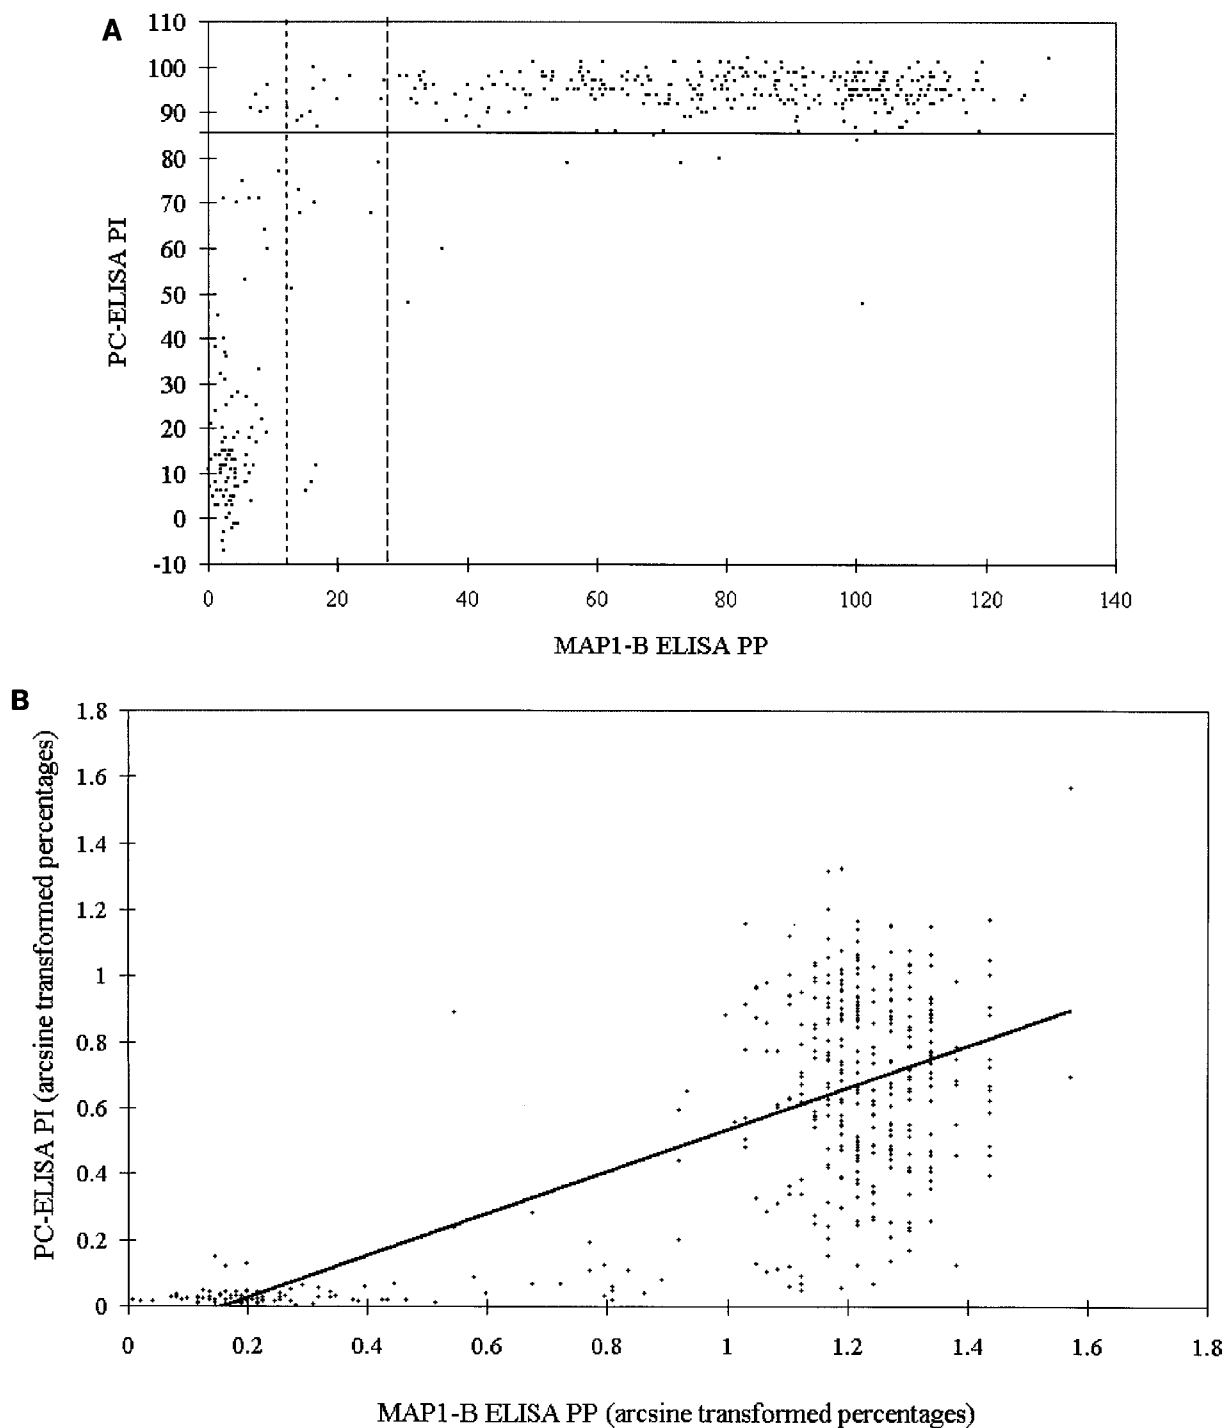 A
110
100
90
80
70
60
50
40
30
20
10
0
-10
PC-ELISA PI
0 20 40 60 80 100 120 140
MAP1-B ELISA PP
B
1.8
1.6
1.4
1.2
1
0.8
0.6
0.4
0.2
0
PC-ELISA PI (arcsine transformed percentages)
0 0.2 0.4 0.6 0.8 1 1.2 1.4 1.6 1.8
MAP1-B ELISA PP (arcsine transformed percentages)